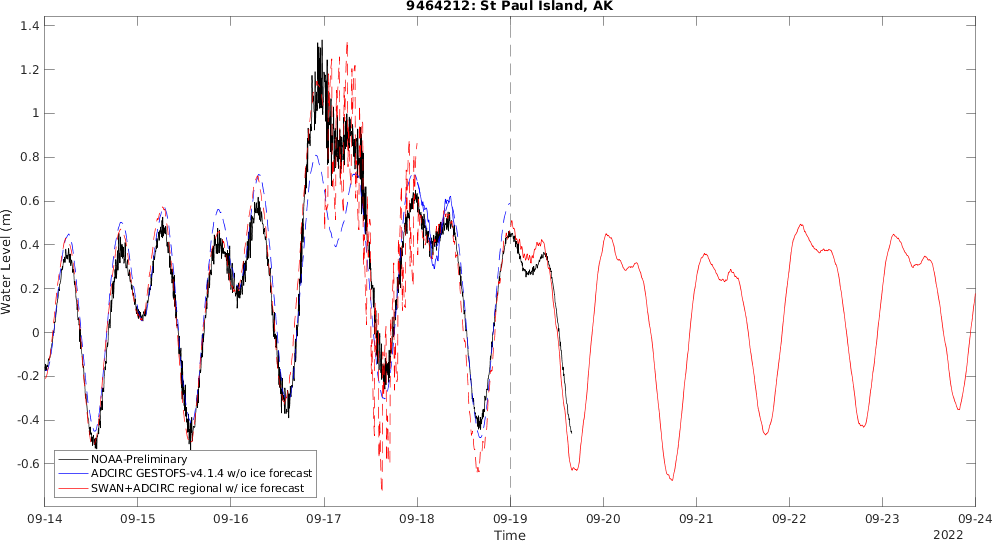 9464212: St Paul Island, AK
1.4
1.2
1
0.8
0.6
0.4
0.2
0
-0.2
-0.4
-0.6
Water Level (m)
NOAA-Preliminary
ADCIRC GESTOFS-v4.1.4 w/o ice forecast
SWAN+ADCIRC regional w/ ice forecast
09-14 09-15 09-16 09-17 09-18 09-19 09-20 09-21 09-22 09-23 09-24
Time
2022